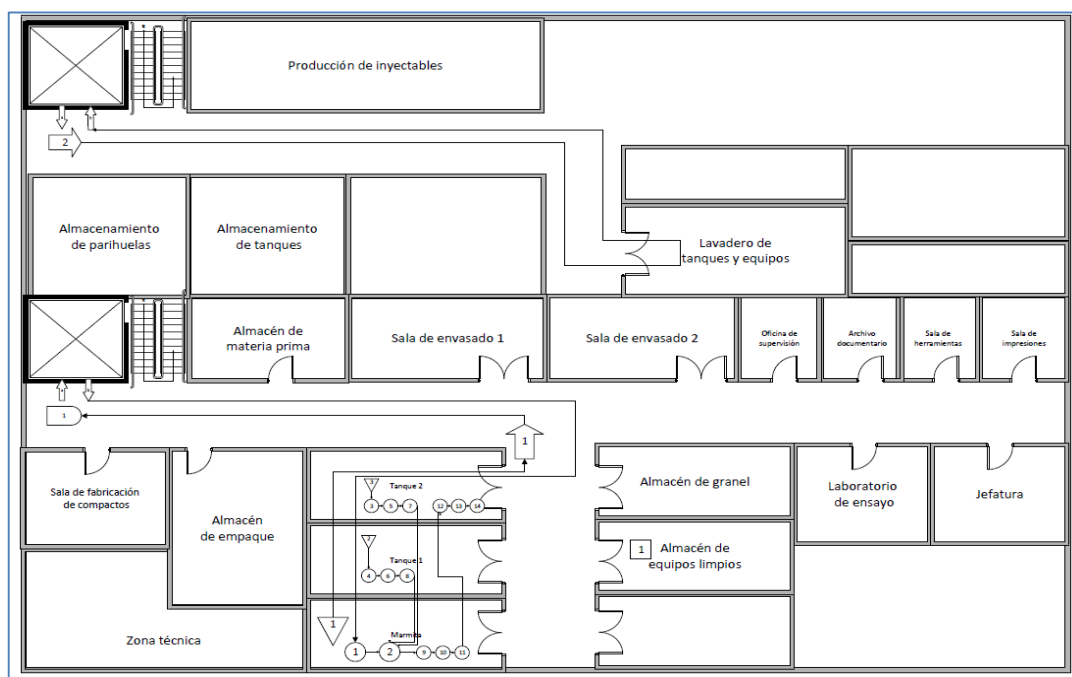 Producción de inyectables
2
Almacenamiento
de parihuelas
Almacenamiento
de tanques
Lavadero de
tanques y equipos
Almacén de
materia prima
Sala de envasado 1
Sala de envasado 2
Oficina de
supervisión
Archivo
documentario
Sala de
herramientas
Sala de
impresiones
1
1
Sala de fabricación
de compactos
Almacén
de empaque
Zona técnica
3
Tanque 2
3
5
7
12
13
14
2
Tanque 1
4
6
8
1
Marmita
1
2
9
10
11
Almacén de granel
1
Almacén de
equipos limpios
Laboratorio
de ensayo
Jefatura